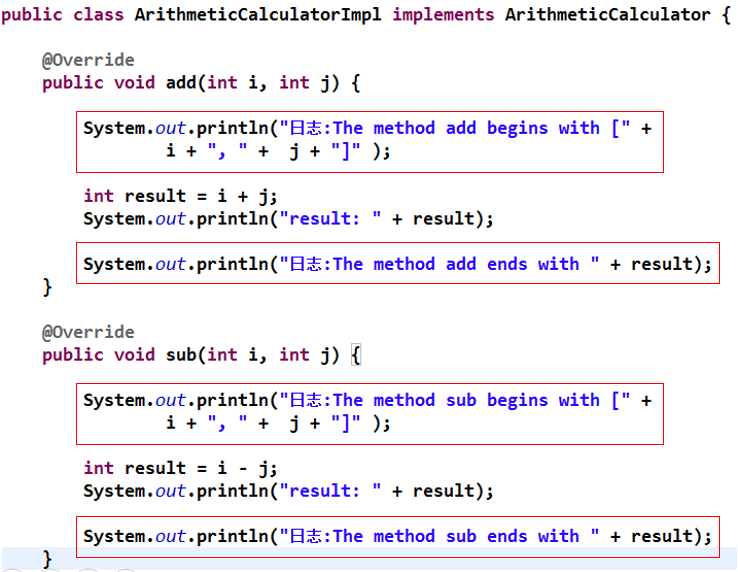 public class ArithmeticCalculatorImpl implements ArithmeticCalculator {
@Override
public void add(int i, int j) {
System.out.println("日志:The method add begins with [" +
i + ", " +  j + "]" );
int result = i + j;
System.out.println("result: " + result);
System.out.println("日志:The method add ends with " + result);
}
@Override
public void sub(int i, int j) {
System.out.println("日志:The method sub begins with [" +
i + ", " +  j + "]" );
int result = i - j;
System.out.println("result: " + result);
System.out.println("日志:The method sub ends with " + result);
}